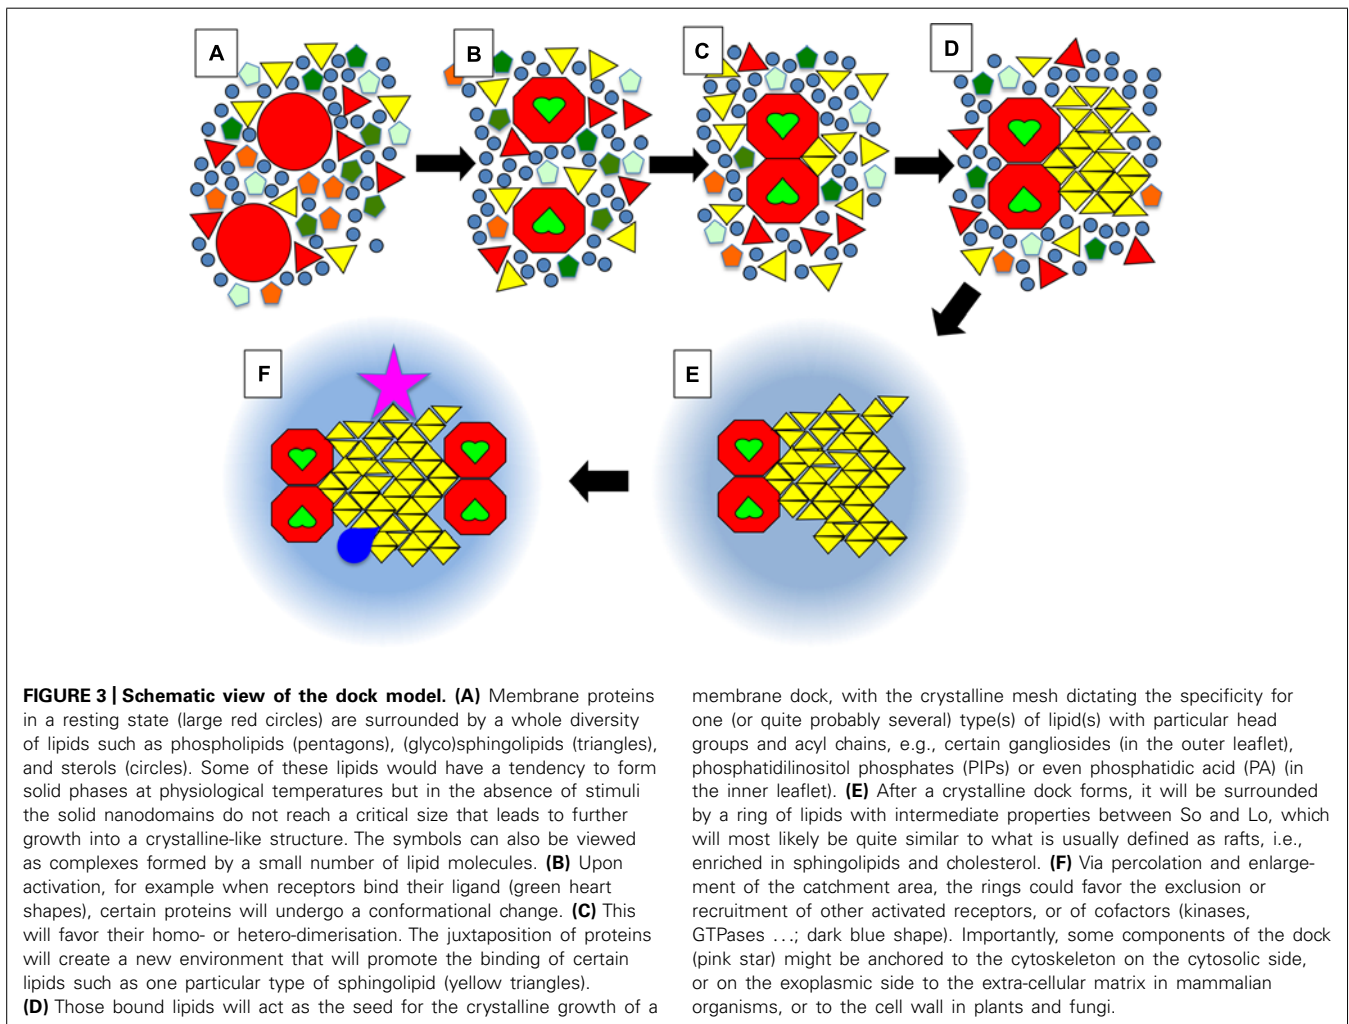 A
B
C
D
F
E
FIGURE 3 | Schematic view of the dock model. (A) Membrane proteins
in a resting state (large red circles) are surrounded by a whole diversity
of lipids such as phospholipids (pentagons), (glyco)sphingolipids (triangles),
and sterols (circles). Some of these lipids would have a tendency to form
solid phases at physiological temperatures but in the absence of stimuli
the solid nanodomains do not reach a critical size that leads to further
growth into a crystalline-like structure. The symbols can also be viewed
as complexes formed by a small number of lipid molecules. (B) Upon
activation, for example when receptors bind their ligand (green heart
shapes), certain proteins will undergo a conformational change. (C) This
will favor their homo- or hetero-dimerisation. The juxtaposition of proteins
will create a new environment that will promote the binding of certain
lipids such as one particular type of sphingolipid (yellow triangles).
(D) Those bound lipids will act as the seed for the crystalline growth of a
membrane dock, with the crystalline mesh dictating the specificity for
one (or quite probably several) type(s) of lipid(s) with particular head
groups and acyl chains, e.g., certain gangliosides (in the outer leaflet),
phosphatidilinositol phosphates (PIPs) or even phosphatidic acid (PA) (in
the inner leaflet). (E) After a crystalline dock forms, it will be surrounded
by a ring of lipids with intermediate properties between So and Lo, which
will most likely be quite similar to what is usually defined as rafts, i.e.,
enriched in sphingolipids and cholesterol. (F) Via percolation and enlarge-
ment of the catchment area, the rings could favor the exclusion or
recruitment of other activated receptors, or of cofactors (kinases,
GTPases ...; dark blue shape). Importantly, some components of the dock
(pink star) might be anchored to the cytoskeleton on the cytosolic side,
or on the exoplasmic side to the extra-cellular matrix in mammalian
organisms, or to the cell wall in plants and fungi.